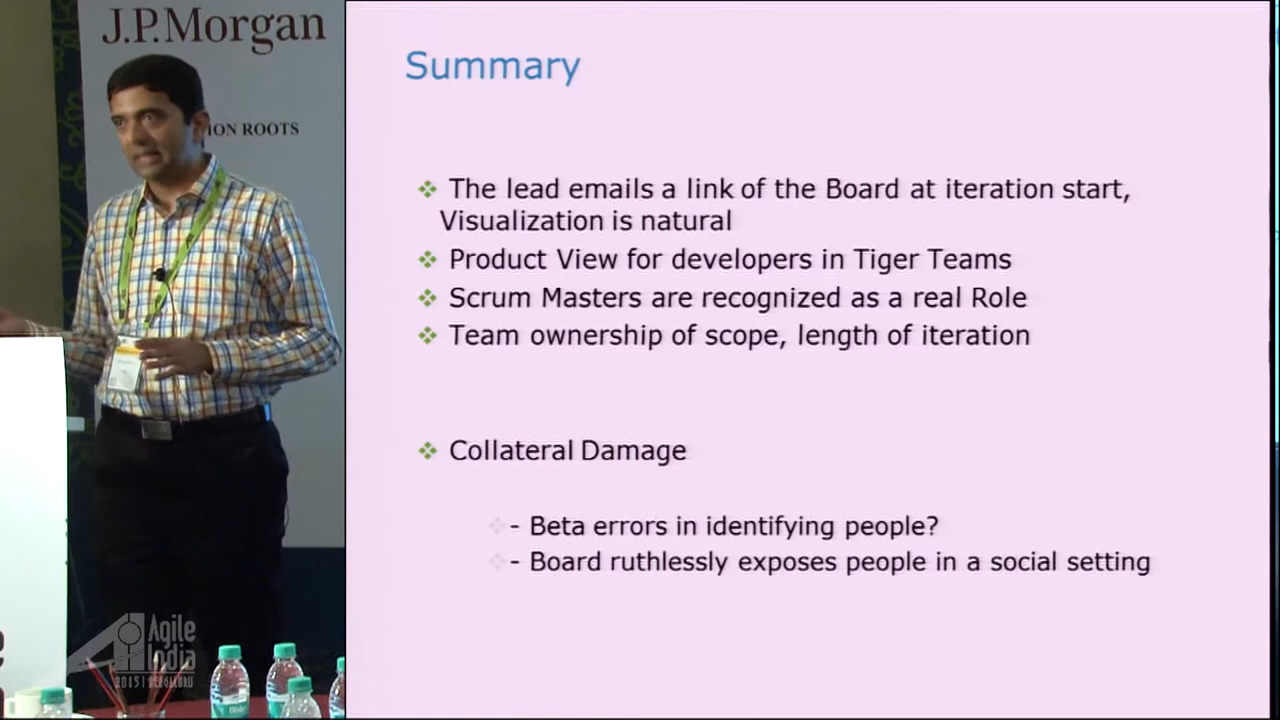 J.P.Morgan
ION ROOTS
Summary
The lead emails a link of the Board at iteration start,
Visualization is natural
Product View for developers in Tiger Teams
Scrum Masters are recognized as a real Role
Team ownership of scope, length of iteration
Collateral Damage
- Beta errors in identifying people?
- Board ruthlessly exposes people in a social setting
Agile
India
2015 | BENGALURU